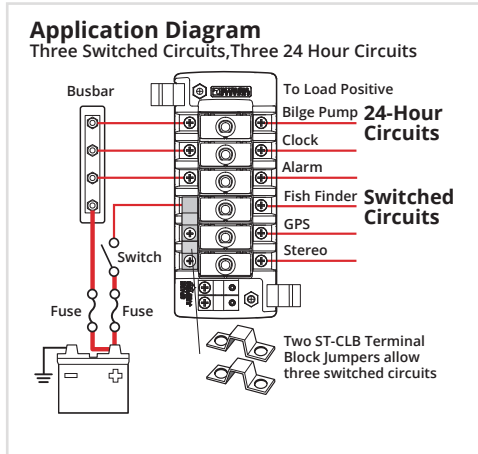 Application Diagram
Three Switched Circuits,Three 24 Hour Circuits
Busbar
To Load Positive
Bilge Pump
24-Hour
Circuits
Clock
Alarm
Fish Finder
Switched
Circuits
GPS
Stereo
Switch
Fuse
Fuse
Two ST-CLB Terminal
Block Jumpers allow
three switched circuits